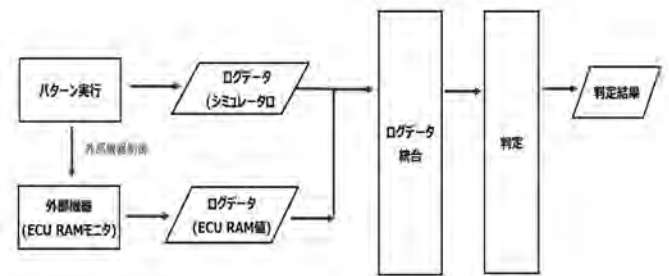 パターン実行
ログデータ
(シミュレータロ
外部機器制御
外部機器
(ECU RAMモニタ)
ログデータ
(ECU RAM値)
ログデータ
統合
判定
判定結果